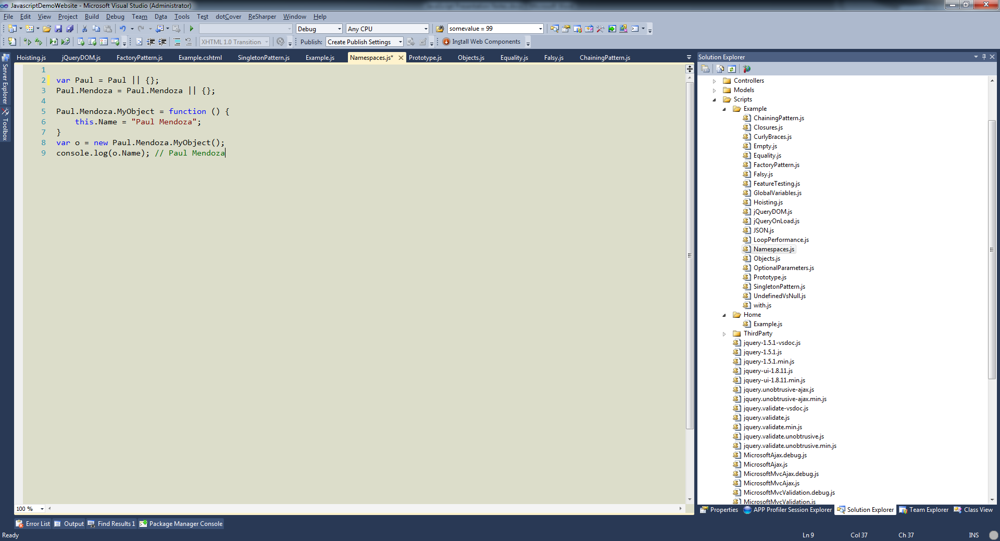 JavascriptDemoWebsite - Microsoft Visual Studio (Administrator)
File Edit View Project Build Debug Team Data Tools Test dotCover ReSharper Window Help
Debug Any CPU somevalue = 99
XHTML 1.0 Transition Publish: Create Publish Settings Install Web Components
Hoisting.js jQueryDOM.js FactoryPattern.js Example.cshtml SingletonPattern.js Example.js Namespaces.js* Prototype.js Objects.js Equality.js Falsy.js ChainingPattern.js
Server Explorer
Toolbox
1
2 var Paul = Paul || {};
3 Paul.Mendoza = Paul.Mendoza || {};
4
5 Paul.Mendoza.MyObject = function () {
6 this.Name = "Paul Mendoza";
7 }
8 var o = new Paul.Mendoza.MyObject();
9 console.log(o.Name); // Paul Mendoza
100 %
Solution Explorer
Controllers
Models
Scripts
Example
ChainingPattern.js
Closures.js
CurlyBraces.js
Empty.js
Equality.js
FactoryPattern.js
Falsy.js
FeatureTesting.js
GlobalVariables.js
Hoisting.js
jQueryDOM.js
jQueryOnLoad.js
JSON.js
LoopPerformance.js
Namespaces.js
Objects.js
OptionalParameters.js
Prototype.js
SingletonPattern.js
UndefinedVsNull.js
with.js
Home
Example.js
ThirdParty
jquery-1.5.1-vsdoc.js
jquery-1.5.1.js
jquery-1.5.1.min.js
jquery-ui-1.8.11.js
jquery-ui-1.8.11.min.js
jquery.unobtrusive-ajax.js
jquery.unobtrusive-ajax.min.js
jquery.validate-vsdoc.js
jquery.validate.js
jquery.validate.min.js
jquery.validate.unobtrusive.js
jquery.validate.unobtrusive.min.js
MicrosoftAjax.debug.js
MicrosoftAjax.js
MicrosoftMvcAjax.debug.js
MicrosoftMvcAjax.js
MicrosoftMvcValidation.debug.js
MicrosoftMvcValidation.js
Properties APP Profiler Session Explorer Solution Explorer Team Explorer Class View
Error List Output Find Results 1 Package Manager Console
Ready Ln 9 Col 37 Ch 37 INS